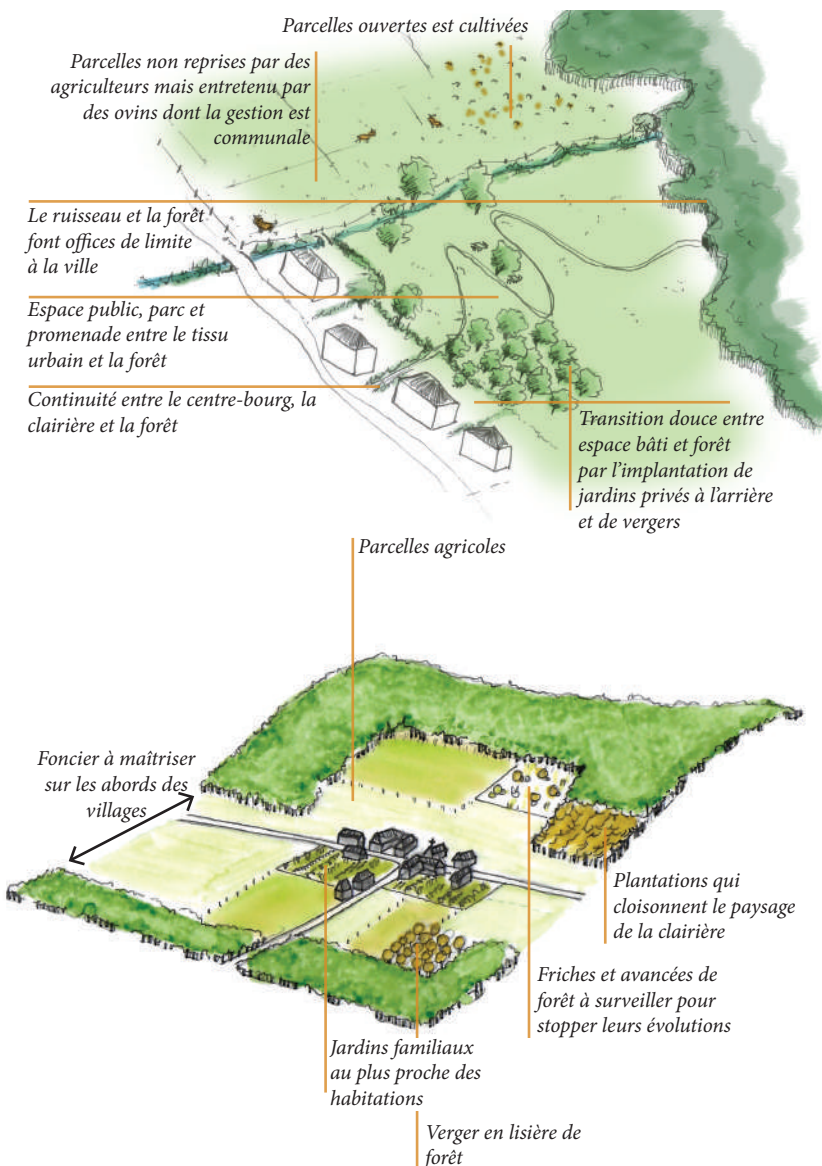 Parcelles ouvertes est cultivées
Parcelles non reprises par des
agriculteurs mais entretenu par
des ovins dont la gestion est
communale
Le ruisseau et la forêt
font offices de limite
à la ville
Espace public, parc et
promenade entre le tissu
urbain et la forêt
Continuité entre le centre-bourg, la
clairière et la forêt
Transition douce entre
espace bâti et forêt
par l’implantation de
jardins privés à l’arrière
et de vergers
Parcelles agricoles
Foncier à maîtriser
sur les abords des
villages
Plantations qui
cloisonnent le paysage
de la clairière
Friches et avancées de
forêt à surveiller pour
stopper leurs évolutions
Jardins familiaux
au plus proche des
habitations
Verger en lisière de
forêt